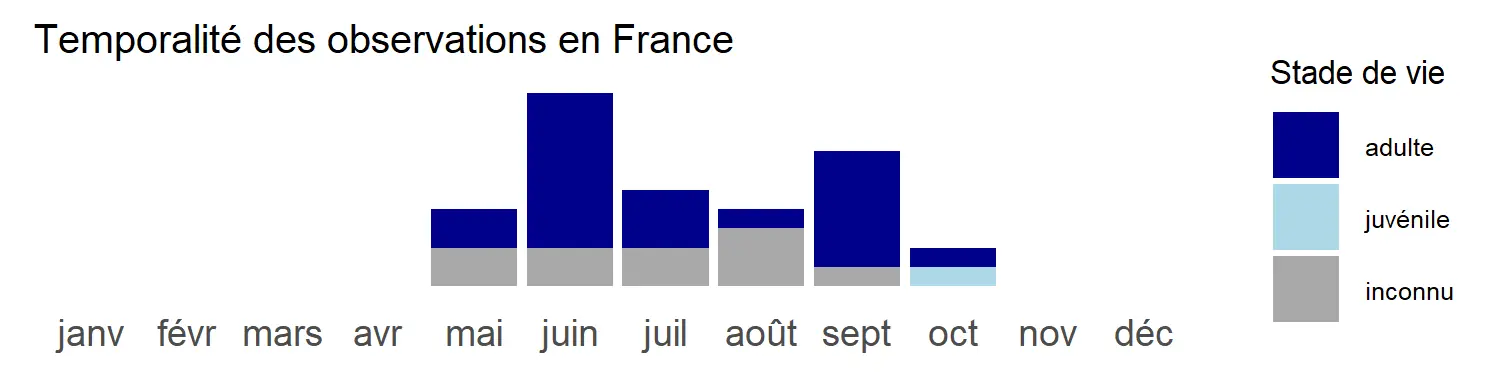 Temporalité des observations en France
Stade de vie
adulte
juvénile
inconnu
janv févr mars avr mai juin juil août sept oct nov déc